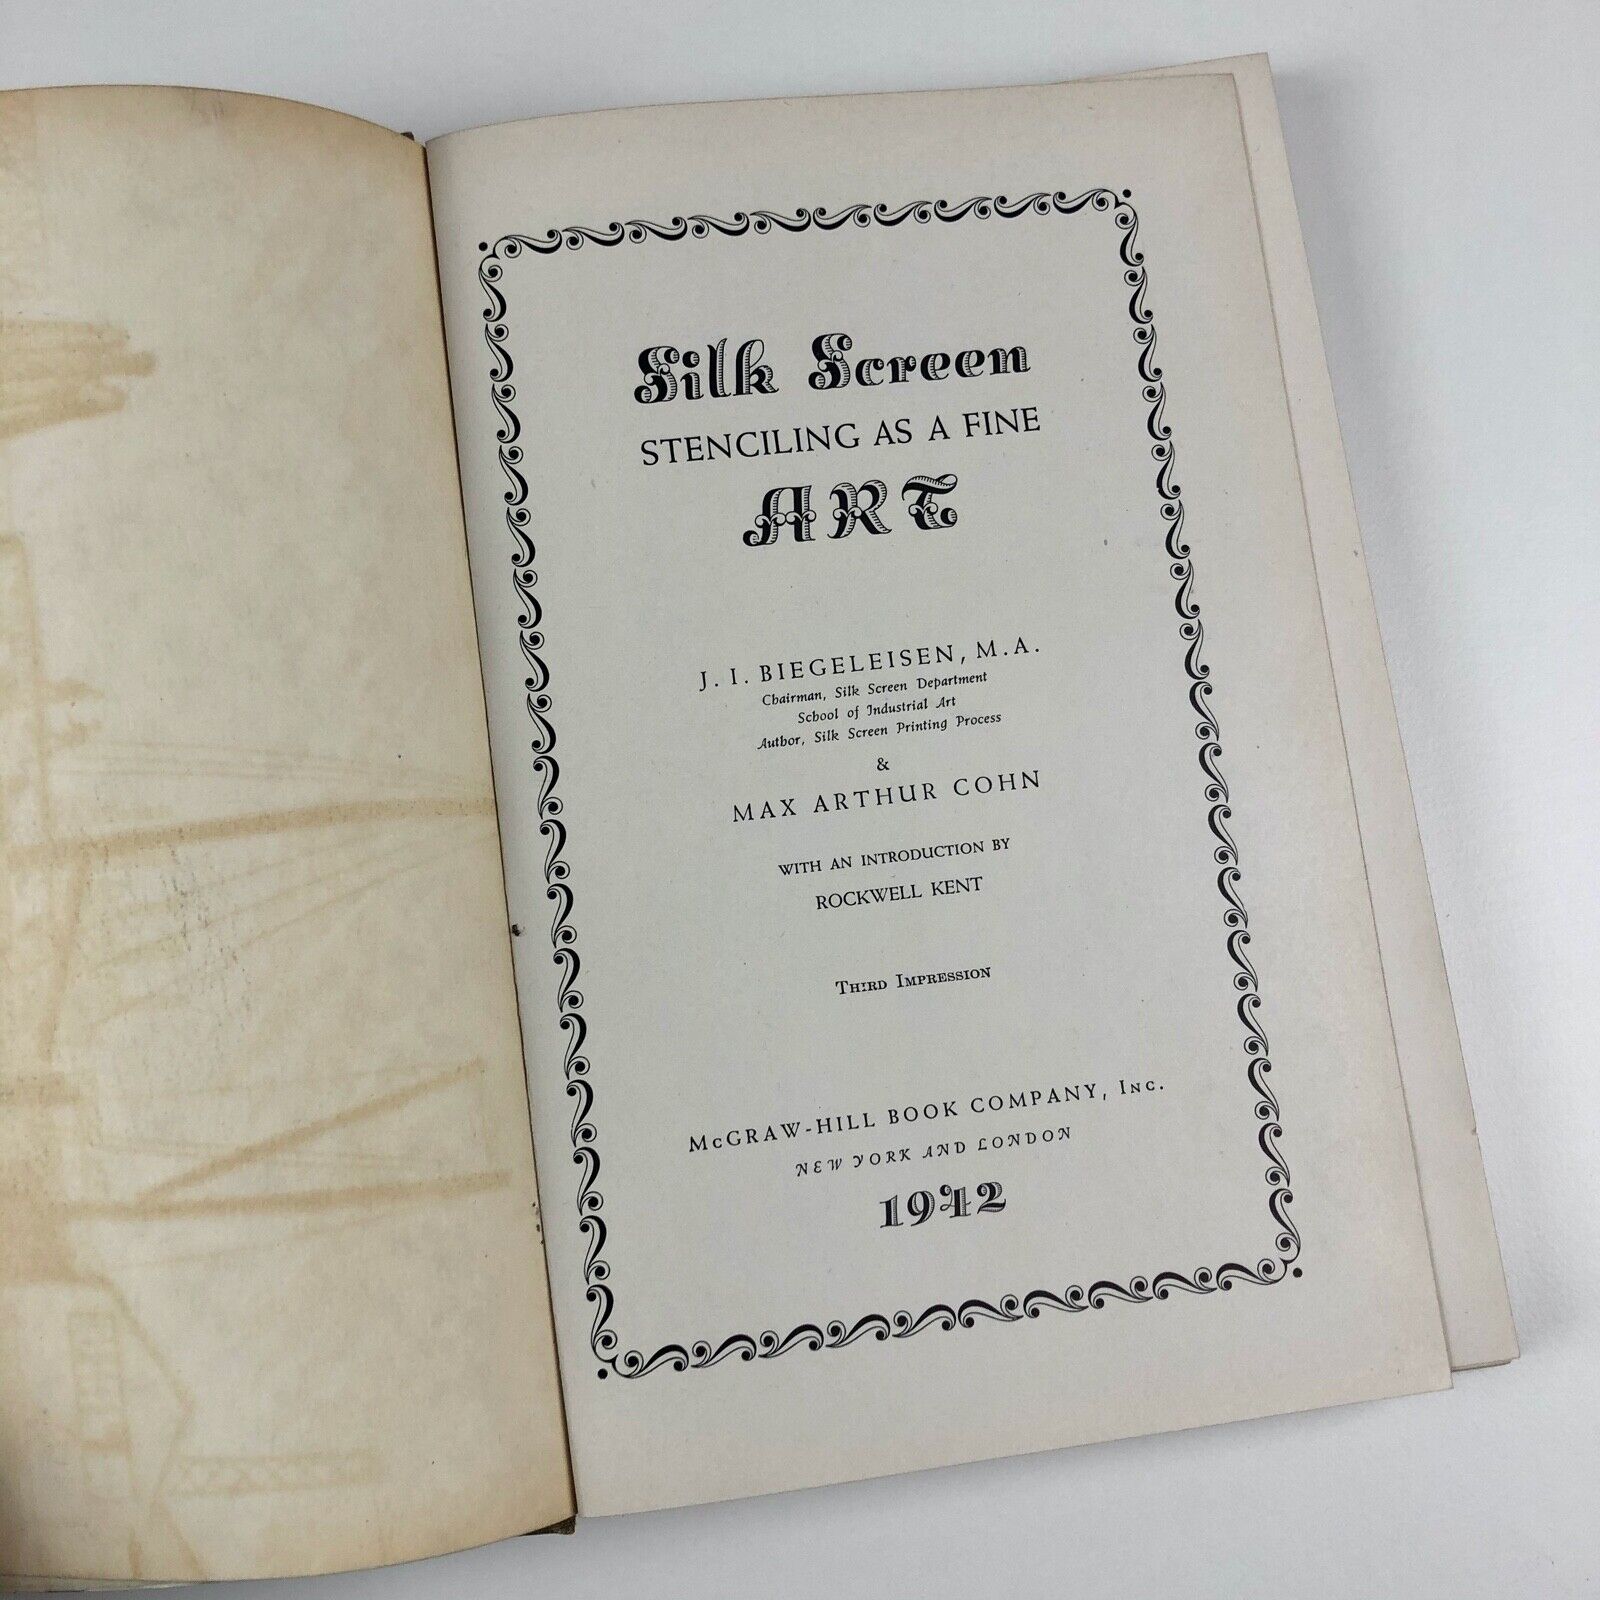 Silk Screen
STENCILING AS A FINE
ART
J. I. BIEGELEISEN, M.A.
Chairman, Silk Screen Department
School of Industrial Art
Author, Silk Screen Printing Process
&
MAX ARTHUR COHN
WITH AN INTRODUCTION BY
ROCKWELL KENT
THIRD IMPRESSION
McGRAW-HILL BOOK COMPANY, INC.
NEW YORK AND LONDON
1942